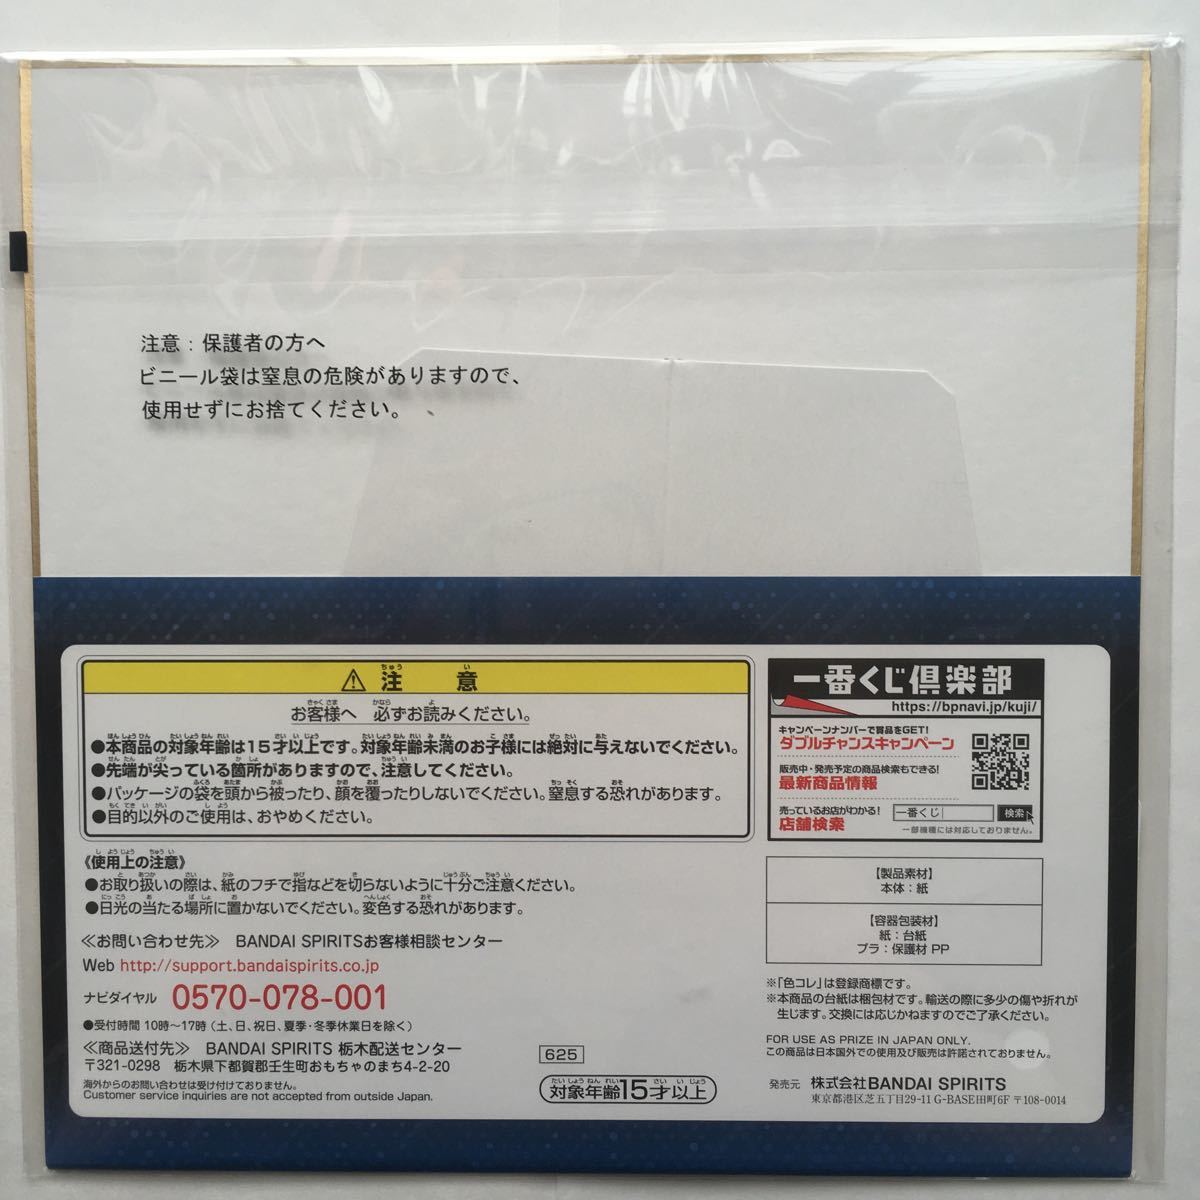 注意：保護者の方へ
ビニール袋は窒息の危険がありますので、
使用せずにお捨てください。
⚠注意
お客様へ 必ずお読みください。
●本商品の対象年齢は15才以上です。対象年齢未満のお子様には絶対に与えないでください。
●先端が尖っている箇所がありますので、注意してください。
●パッケージの袋を頭から被ったり、顔を覆ったりしないでください。窒息する恐れがあります。
●目的以外のご使用は、おやめください。
《使用上の注意》
●お取り扱いの際は、紙のフチで指などを切らないように十分ご注意ください。
●日光の当たる場所に置かないでください。変色する恐れがあります。
≪お問い合わせ先≫ BANDAI SPIRITSお客様相談センター
Web http://support.bandaispirits.co.jp
ナビダイヤル 0570-078-001
●受付時間 10時〜17時（土、日、祝日、夏季・冬季休業日を除く）
≪商品送付先≫ BANDAI SPIRITS 栃木配送センター
〒321-0298 栃木県下都賀郡壬生町おもちゃのまち4-2-20
海外からのお問い合わせは受け付けておりません。
Customer service inquiries are not accepted from outside Japan.
625
対象年齢15才以上
一番くじ倶楽部
https://bpnavi.jp/kuji/
キャンペーンナンバーで賞品をGET!
ダブルチャンスキャンペーン
販売中・発売予定の商品検索もできる!
最新商品情報
売っているお店がわかる!
店舗検索
一番くじ 検索
一部機種には対応しておりません。
【製品素材】
本体：紙
【容器包装材】
紙：台紙
プラ：保護材 PP
※「色コレ」は登録商標です。
※本商品の台紙は梱包材です。輸送の際に多少の傷や折れが
生じます。交換には応じかねますのでご了承ください。
FOR USE AS PRIZE IN JAPAN ONLY.
この商品は日本国外での使用及び販売は許諾されておりません。
発売元 株式会社BANDAI SPIRITS
東京都港区芝五丁目29-11 G-BASE田町6F 〒108-0014